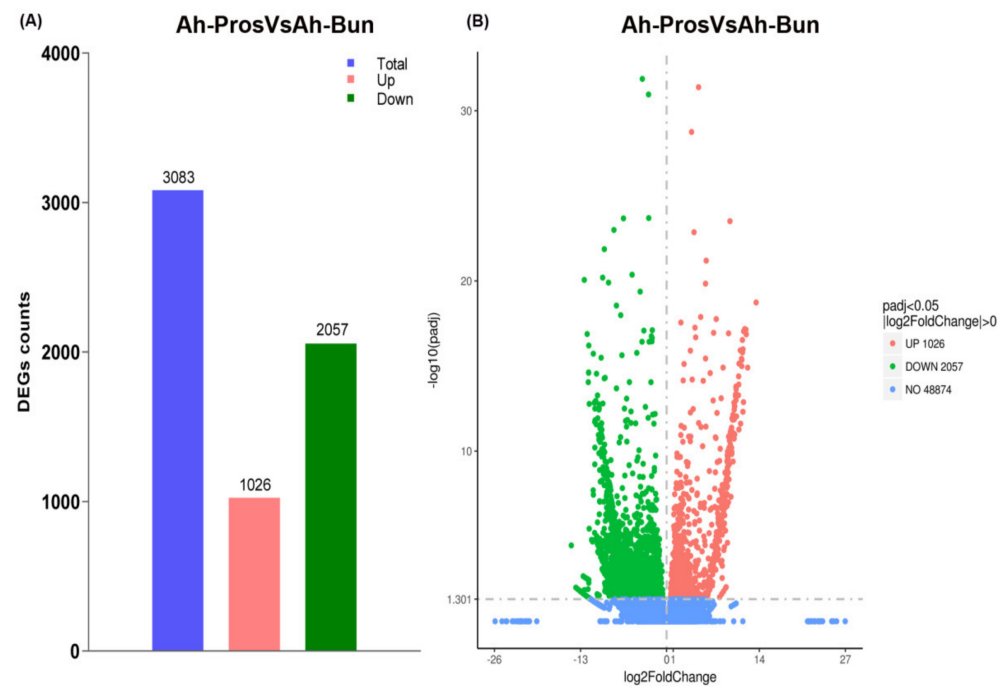 (A)
Ah-ProsVsAh-Bun
4000
3000
2000
1000
0
DEGs counts
Total
Up
Down
3083
1026
2057
(B)
Ah-ProsVsAh-Bun
30
20
10
1.301
-log10(padj)
-26
-13
01
14
27
log2FoldChange
padj<0.05
|log2FoldChange|>0
UP 1026
DOWN 2057
NO 48874